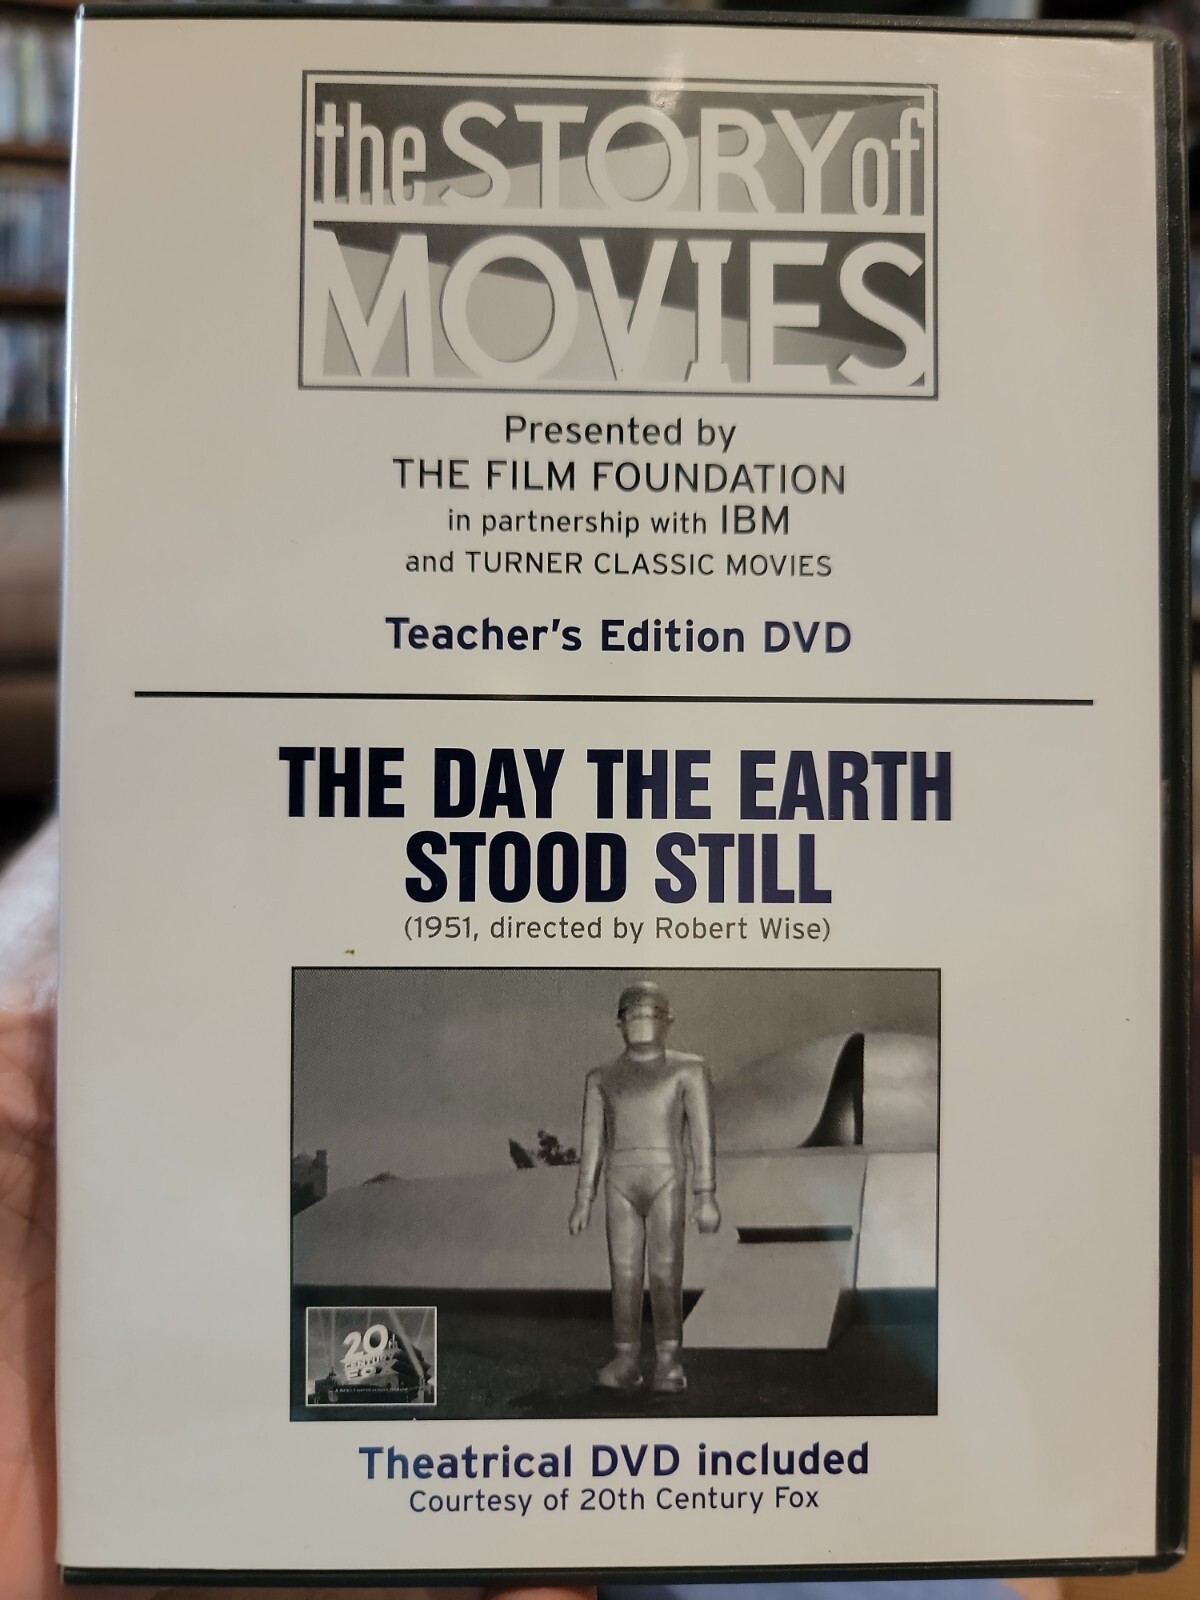 the STORY of
MOVIES
Presented by
THE FILM FOUNDATION
in partnership with IBM
and TURNER CLASSIC MOVIES
Teacher's Edition DVD
THE DAY THE EARTH
STOOD STILL
(1951, directed by Robert Wise)
20th
CENTURY
FOX
Theatrical DVD included
Courtesy of 20th Century Fox